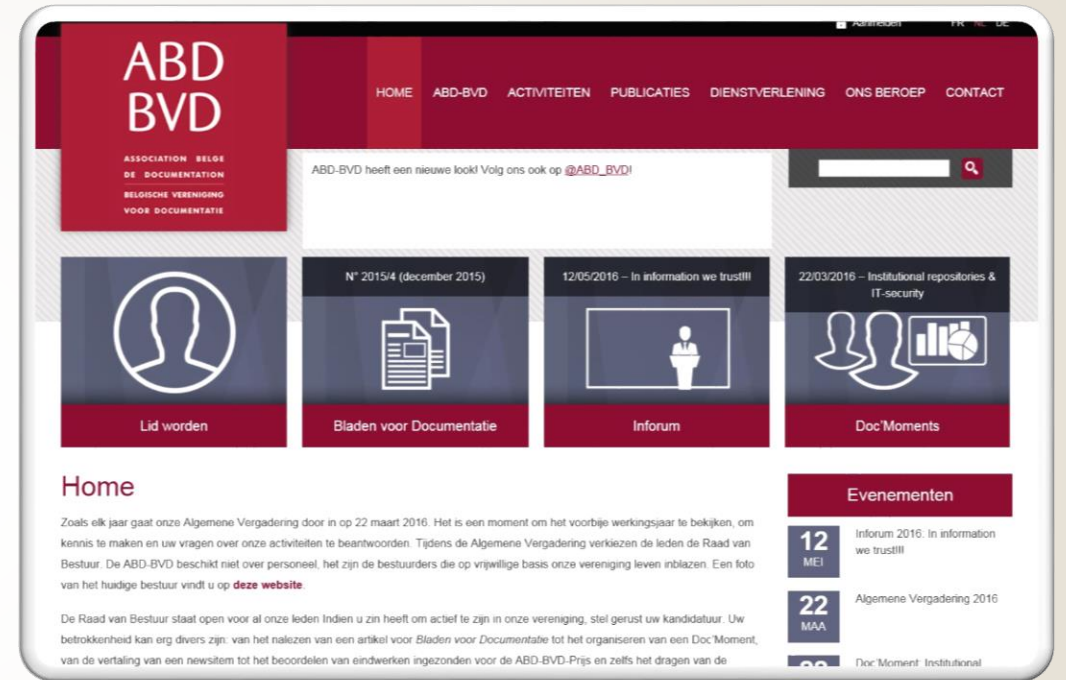 Aanmelden FR NL DE
ABD
BVD
ASSOCIATION BELGE
DE DOCUMENTATION
BELGISCHE VERENIGING
VOOR DOCUMENTATIE
HOME ABD-BVD ACTIVITEITEN PUBLICATIES DIENSTVERLENING ONS BEROEP CONTACT
ABD-BVD heeft een nieuwe look! Volg ons ook op @ABD_BVD!
Lid worden
N° 2015/4 (december 2015)
Bladen voor Documentatie
12/05/2016 – In information we trust!!!!
Inforum
22/03/2016 – Institutional repositories &
IT-security
Doc'Moments
Home
Zoals elk jaar gaat onze Algemene Vergadering door in op 22 maart 2016. Het is een moment om het voorbije werkingsjaar te bekijken, om
kennis te maken en uw vragen over onze activiteiten te beantwoorden. Tijdens de Algemene Vergadering verkiezen de leden de Raad van
Bestuur. De ABD-BVD beschikt niet over personeel, het zijn de bestuurders die op vrijwillige basis onze vereniging leven inblazen. Een foto
van het huidige bestuur vindt u op deze website.
De Raad van Bestuur staat open voor al onze leden Indien u zin heeft om actief te zijn in onze vereniging, stel gerust uw kandidatuur. Uw
betrokkenheid kan erg divers zijn: van het nalezen van een artikel voor Bladen voor Documentatie tot het organiseren van een Doc'Moment,
van de vertaling van een newsitem tot het beoordelen van eindwerken ingezonden voor de ABD-BVD-Prijs en zelfs het dragen van de
Evenementen
12
MEI
Inforum 2016: In information
we trust!!!!
22
MAA
Algemene Vergadering 2016
Doc'Moment: Institutional